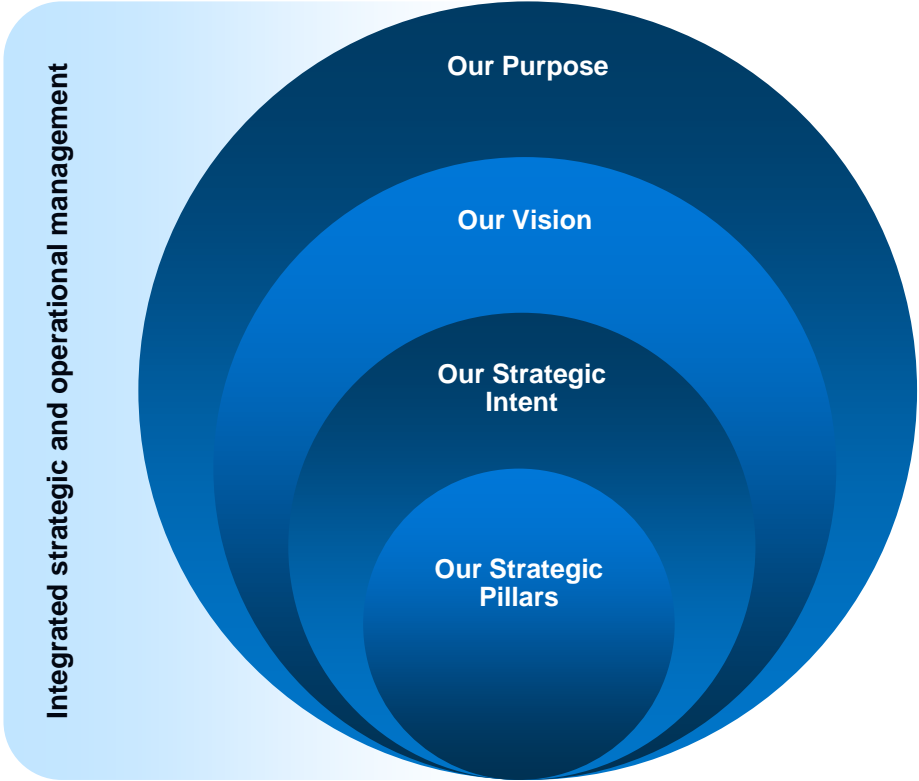 Integrated strategic and operational management
Our Purpose
Our Vision
Our Strategic
Intent
Our Strategic
Pillars